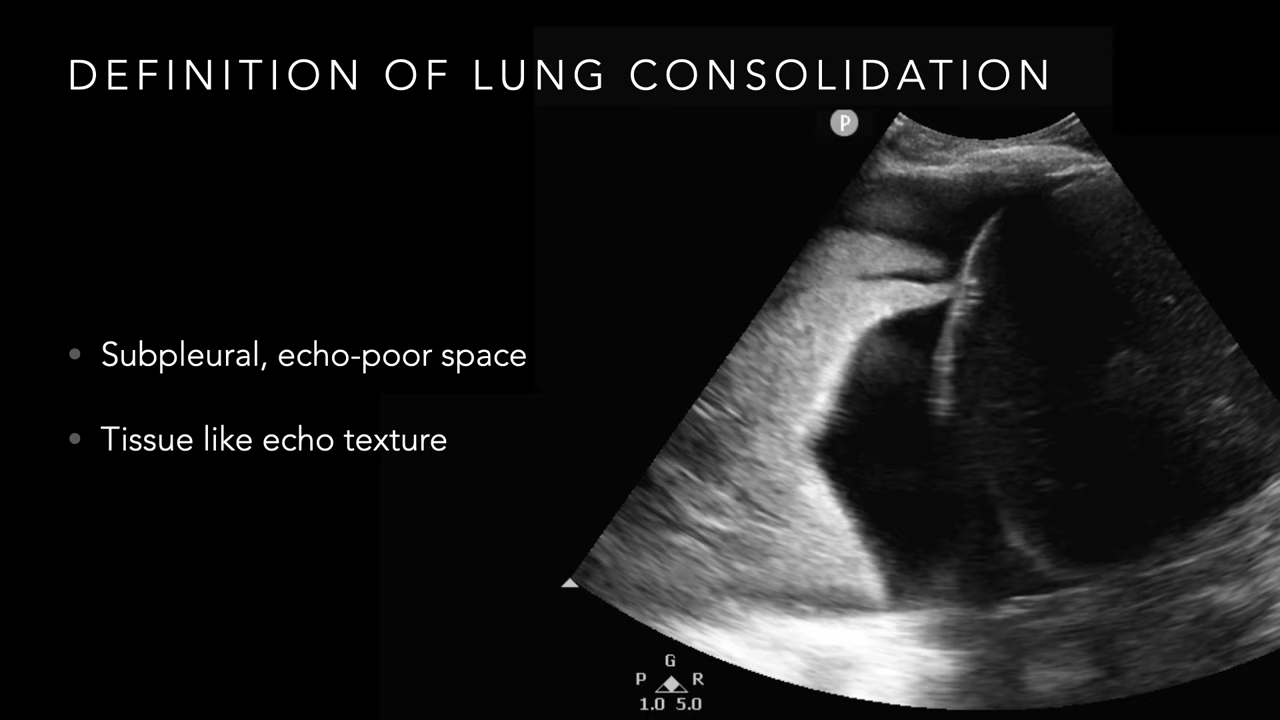 DEFINITION OF LUNG CONSOLIDATION
P
• Subpleural, echo-poor space
• Tissue like echo texture
G
P R
1.0 5.0